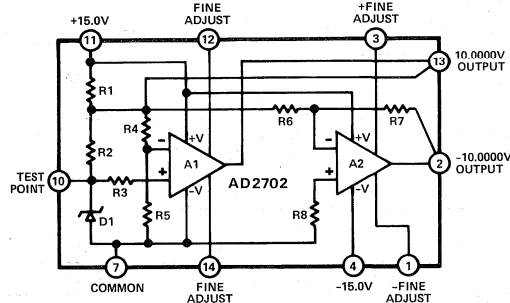 FINE
ADJUST
+FINE
ADJUST
+15.0V
11
12
3
13
10.0000V
OUTPUT
R1
R4
+V
R6
R7
+V
R2
−
−
TEST
POINT
10
A1
A2
2
−10.0000V
OUTPUT
R3
+
+
AD2702
D1
R5
−V
R8
−V
7
14
4
1
COMMON
FINE
ADJUST
−15.0V
−FINE
ADJUST